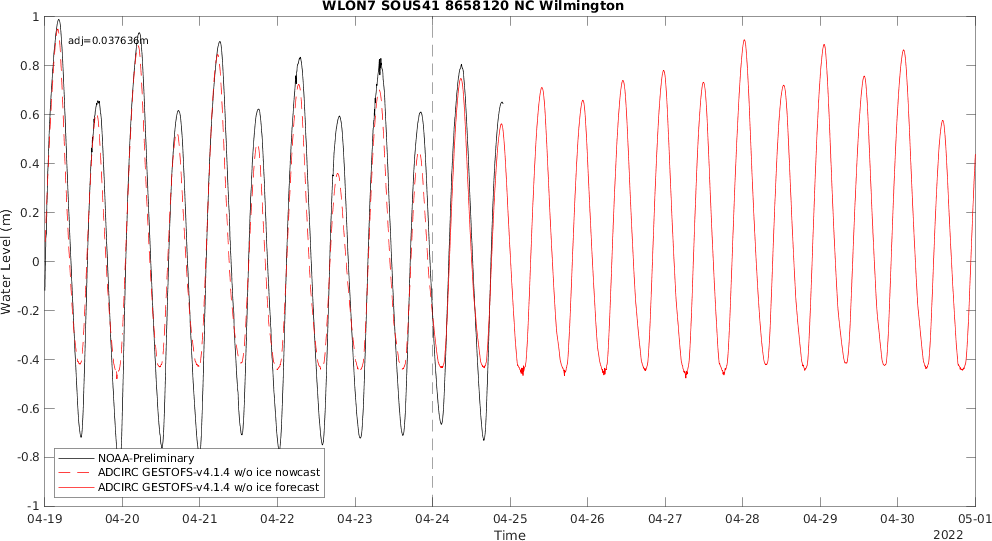 WLON7 SOUS41 8658120 NC Wilmington
adj=0.037636m
1
0.8
0.6
0.4
0.2
0
-0.2
-0.4
-0.6
-0.8
-1
Water Level (m)
NOAA-Preliminary
ADCIRC GESTOFS-v4.1.4 w/o ice nowcast
ADCIRC GESTOFS-v4.1.4 w/o ice forecast
04-19 04-20 04-21 04-22 04-23 04-24 04-25 04-26 04-27 04-28 04-29 04-30 05-01
Time
2022